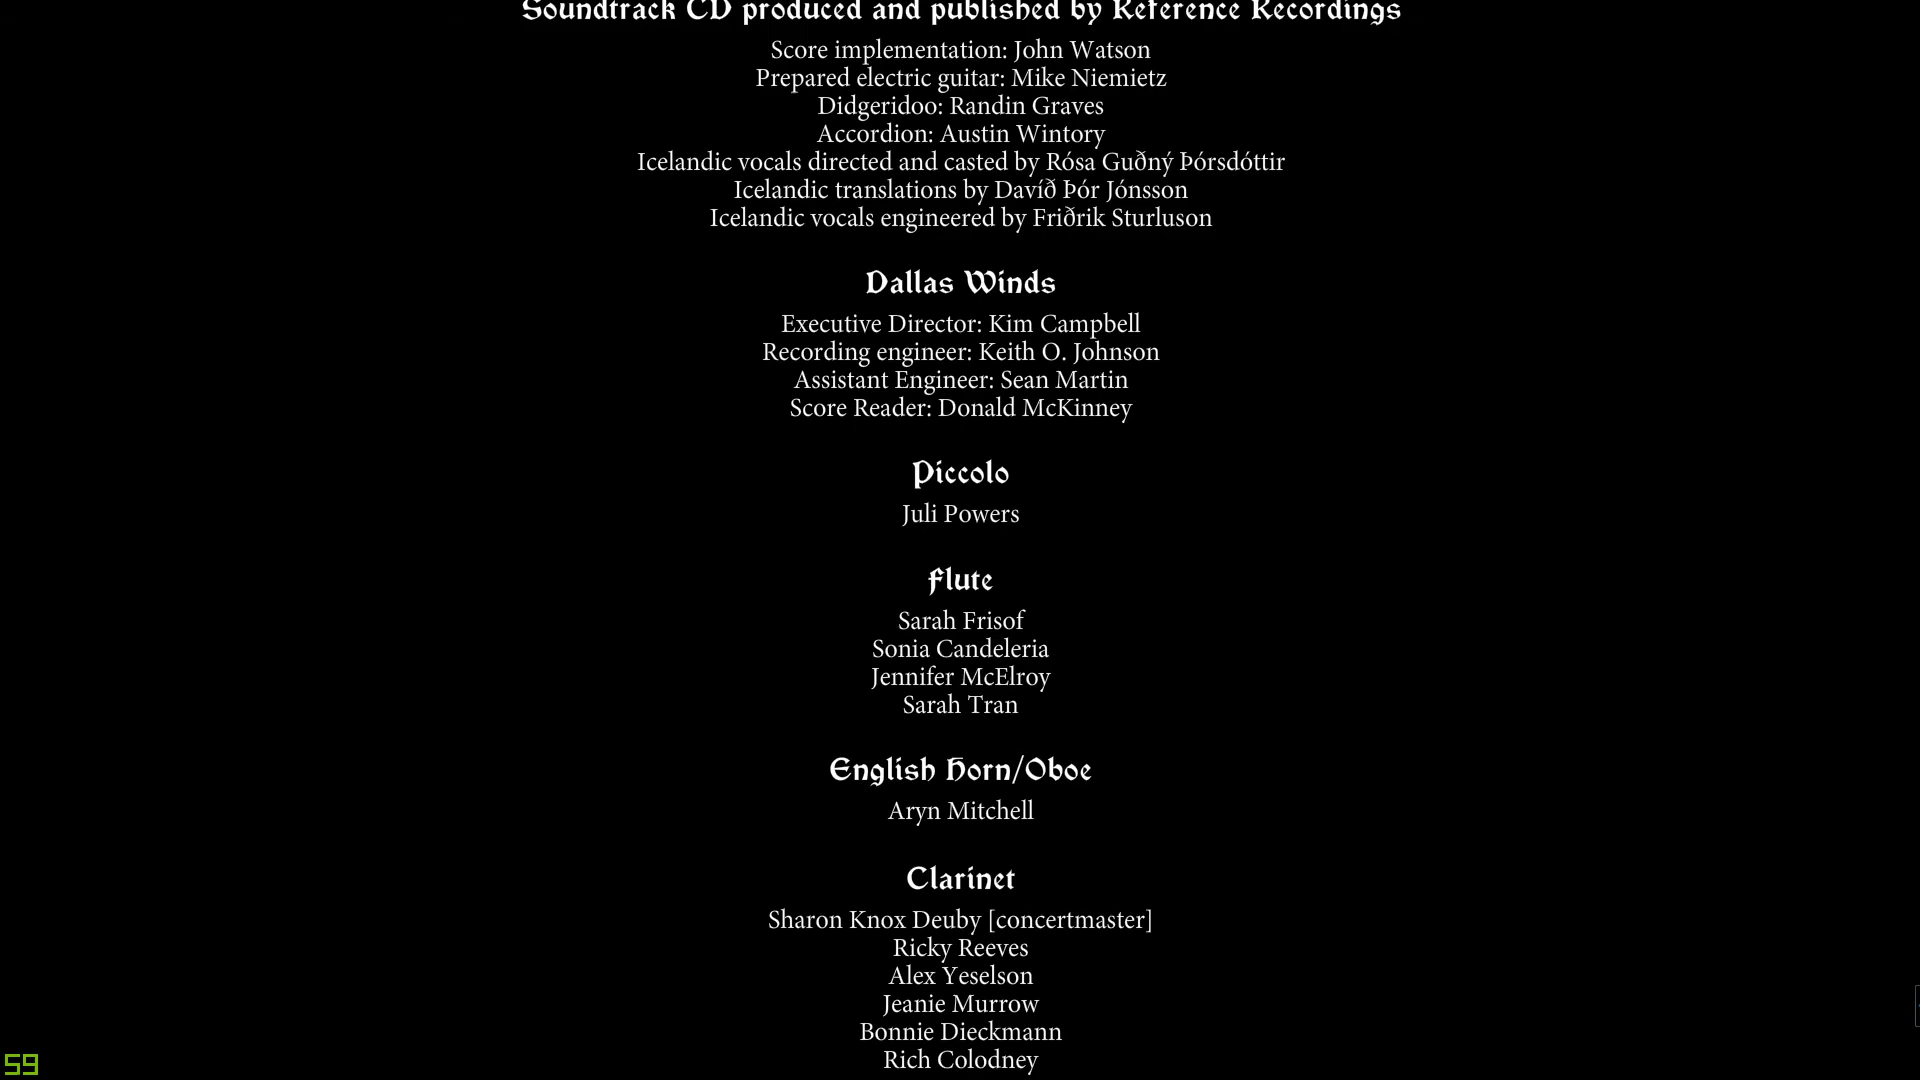 Soundtrack CD produced and published by Reference Recordings
Score implementation: John Watson
Prepared electric guitar: Mike Niemietz
Didgeridoo: Randin Graves
Accordion: Austin Wintory
Icelandic vocals directed and casted by Rósa Guðný Þórsdóttir
Icelandic translations by Davíð Þór Jónsson
Icelandic vocals engineered by Friðrik Sturluson
Dallas Winds
Executive Director: Kim Campbell
Recording engineer: Keith O. Johnson
Assistant Engineer: Sean Martin
Score Reader: Donald McKinney
Piccolo
Juli Powers
Flute
Sarah Frisof
Sonia Candeleria
Jennifer McElroy
Sarah Tran
English Horn/Oboe
Aryn Mitchell
Clarinet
Sharon Knox Deuby [concertmaster]
Ricky Reeves
Alex Yeselson
Jeanie Murrow
Bonnie Dieckmann
Rich Colodney
59